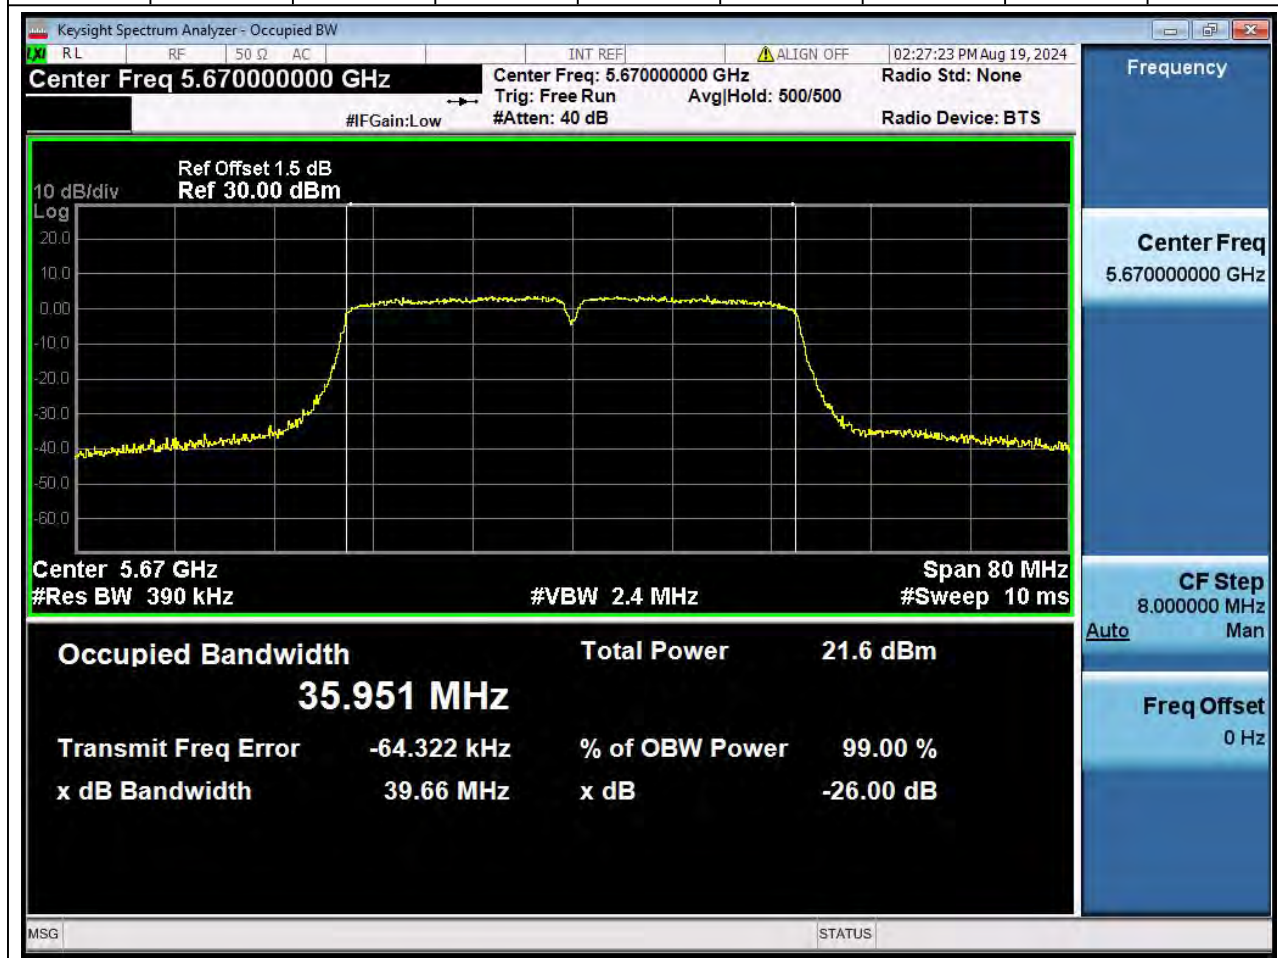 Keysight Spectrum Analyzer - Occupied BW
LXI RL RF 50 Ω AC INT REF ALIGN OFF 02:27:23 PM Aug 19, 2024
Center Freq 5.670000000 GHz
Center Freq: 5.670000000 GHz
Radio Std: None
Trig: Free Run Avg|Hold: 500/500
#IFGain:Low #Atten: 40 dB Radio Device: BTS
Ref Offset 1.5 dB
10 dB/div Ref 30.00 dBm
Log
20.0
10.0
0.00
-10.0
-20.0
-30.0
-40.0
-50.0
-60.0
Center 5.67 GHz Span 80 MHz
#Res BW 390 kHz #VBW 2.4 MHz #Sweep 10 ms
Occupied Bandwidth Total Power 21.6 dBm
35.951 MHz
Transmit Freq Error -64.322 kHz % of OBW Power 99.00 %
x dB Bandwidth 39.66 MHz x dB -26.00 dB
MSG STATUS
Frequency
Center Freq
5.670000000 GHz
CF Step
8.000000 MHz
Auto Man
Freq Offset
0 Hz